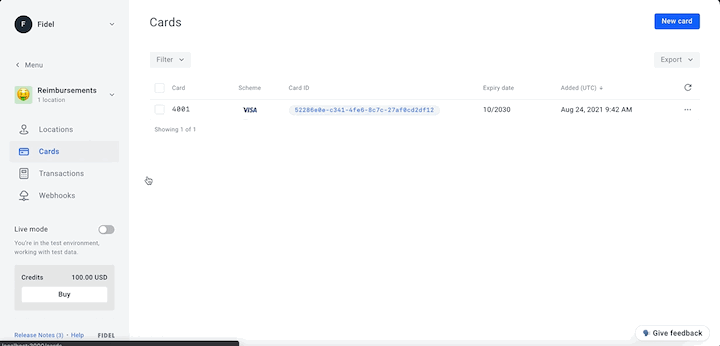 F Fidel
Menu
Reimbursements
1 location
Locations
Cards
Transactions
Webhooks
Live mode
You're in the test environment,
working with test data.
Credits 100.00 USD
Buy
Release Notes (3) • Help FIDEL
Cards
New card
Filter
Export
Card Scheme Card ID Expiry date Added (UTC)
4001 VISA 52286e0e-c341-4fe6-8c7c-27af0cd2df12 10/2030 Aug 24, 2021 9:42 AM
Showing 1 of 1
Give feedback